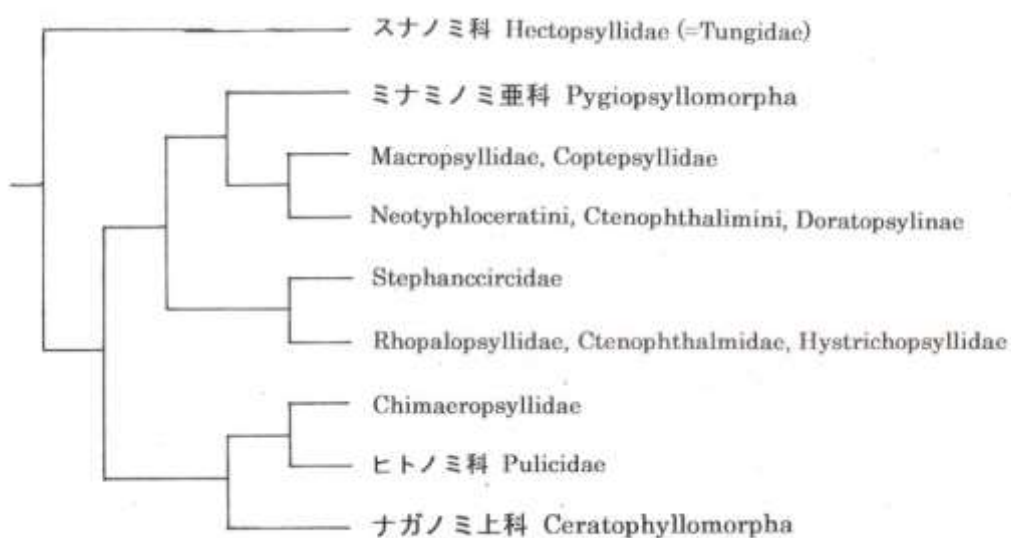 スナノミ科 Hectopsyllidae (=Tungidae)
ミナミノミ亜科 Pygiopsyllomorpha
Macropsyllidae, Coptepsyllidae
Neotyphloceratini, Ctenophthalimini, Doratopsylinae
Stephanccircidae
Rhopalopsyllidae, Ctenophthalmidae, Hystrichopsyllidae
Chimaeropsyllidae
ヒトノミ科 Pulicidae
ナガノミ上科 Ceratophyllomorpha